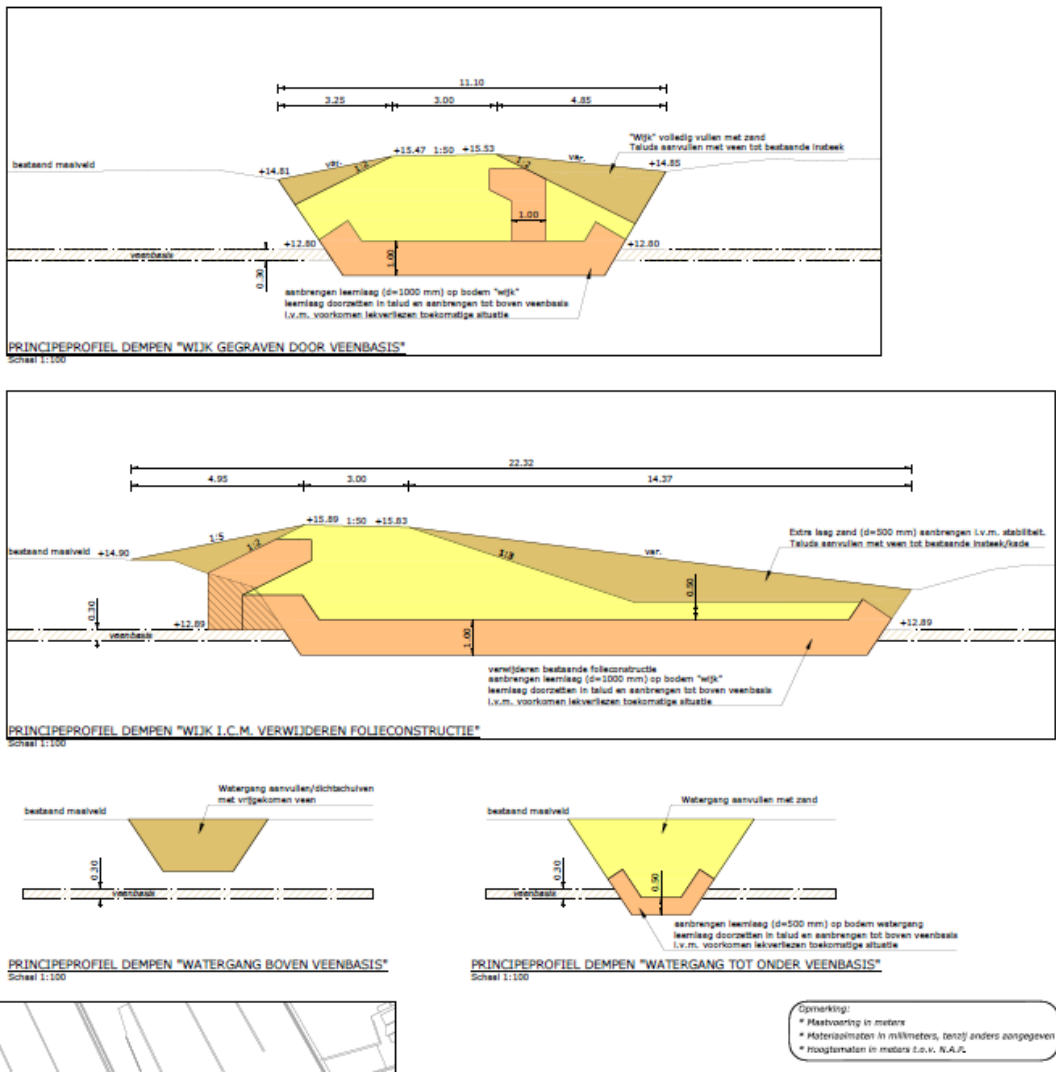 11.10
3.25 3.00 4.85
"Wijk" volledig vullen met zand
Taluds aanvullen met veen tot bestaande insteek
+15.47 1:50 +15.53
bestaand maaiveld
var. 1:2
1:2 var.
+14.81
+14.85
1.00
+12.80
+12.80
veenbasis
1.00
0.30
aanbrengen leemlaag (d=1000 mm) op bodem "wijk"
leemlaag doorzetten in talud en aanbrengen tot boven veenbasis
i.v.m. voorkomen lekverliezen toekomstige situatie
PRINCIPEPROFIEL DEMPEN "WIJK GEGRAVEN DOOR VEENBASIS"
Schaal 1:100
22.32
4.95 3.00 14.37
+15.89 1:50 +15.83
Extra laag zand (d=500 mm) aanbrengen i.v.m. stabiliteit.
Taluds aanvullen met veen tot bestaande insteek/kade
1:5
1:2
1:3
var.
bestaand maaiveld +14.90
0.50
0.30
+12.89
+12.89
veenbasis
1.00
verwijderen bestaande folieconstructie
aanbrengen leemlaag (d=1000 mm) op bodem "wijk"
leemlaag doorzetten in talud en aanbrengen tot boven veenbasis
i.v.m. voorkomen lekverliezen toekomstige situatie
PRINCIPEPROFIEL DEMPEN "WIJK I.C.M. VERWIJDEREN FOLIECONSTRUCTIE"
Schaal 1:100
Watergang aanvullen/dichtschuiven
met vrijgekomen veen
bestaand maaiveld
0.30
veenbasis
PRINCIPEPROFIEL DEMPEN "WATERGANG BOVEN VEENBASIS"
Schaal 1:100
bestaand maaiveld
Watergang aanvullen met zand
0.30
0.50
veenbasis
aanbrengen leemlaag (d=500 mm) op bodem watergang
leemlaag doorzetten in talud en aanbrengen tot boven veenbasis
i.v.m. voorkomen lekverliezen toekomstige situatie
PRINCIPEPROFIEL DEMPEN "WATERGANG TOT ONDER VEENBASIS"
Schaal 1:100
Opmerking:
* Maatvoering in meters
* Materiaalmaten in millimeters, tenzij anders aangegeven
* Hoogtematen in meters t.o.v. N.A.P.